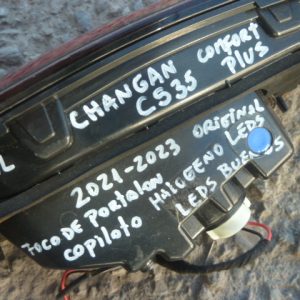 L CHANGAN COMFORT
CS35 PLUS
2021-2023 ORIGINAL
FOCO DE PORTALON HALOGENO LEDS
COPILOTO LEDS BUENOS